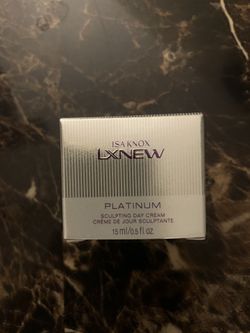 ISA KNOX
LXNEW
PLATINUM
SCULPTING DAY CREAM
CRÈME DE JOUR SCULPTANTE
15 ml/0.5 fl.oz